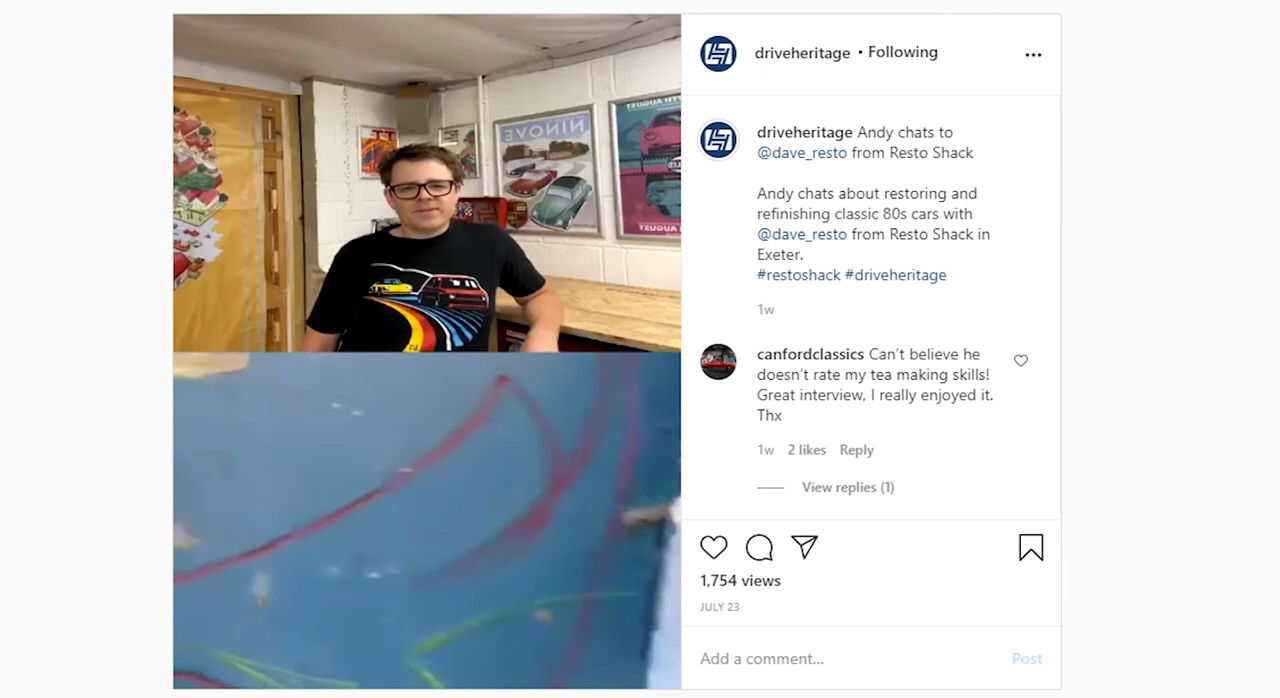 driveheritage • Following
driveheritage Andy chats to
@dave_resto from Resto Shack
Andy chats about restoring and
refinishing classic 80s cars with
@dave_resto from Resto Shack in
Exeter.
#restoshack #driveheritage
1w
canfordclassics Can't believe he
doesn't rate my tea making skills!
Great interview, I really enjoyed it.
Thx
1w 2 likes Reply
View replies (1)
1,754 views
JULY 23
Add a comment... Post
NINOVE